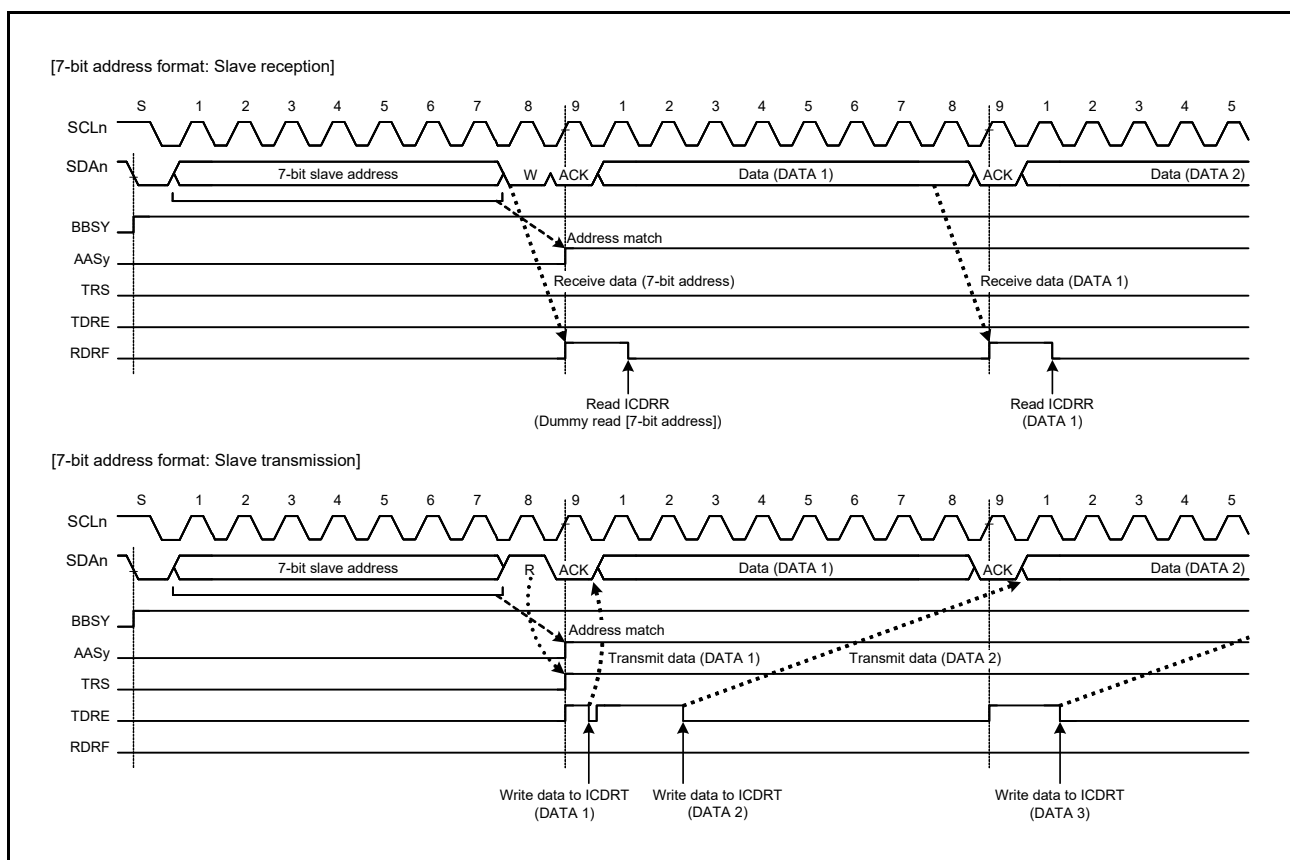 [7-bit address format: Slave reception]
S 1 2 3 4 5 6 7 8 9 1 2 3 4 5 6 7 8 9 1 2 3 4 5
SCLn
SDAn 7-bit slave address W ACK Data (DATA 1) ACK Data (DATA 2)
BBSY
Address match
AASy
Receive data (7-bit address) Receive data (DATA 1)
TRS
TDRE
RDRF
Read ICDRR Read ICDRR
(Dummy read [7-bit address]) (DATA 1)
[7-bit address format: Slave transmission]
S 1 2 3 4 5 6 7 8 9 1 2 3 4 5 6 7 8 9 1 2 3 4 5
SCLn
SDAn 7-bit slave address R ACK Data (DATA 1) ACK Data (DATA 2)
BBSY
Address match
AASy
Transmit data (DATA 1) Transmit data (DATA 2)
TRS
TDRE
RDRF
Write data to ICDRT Write data to ICDRT Write data to ICDRT
(DATA 1) (DATA 2) (DATA 3)